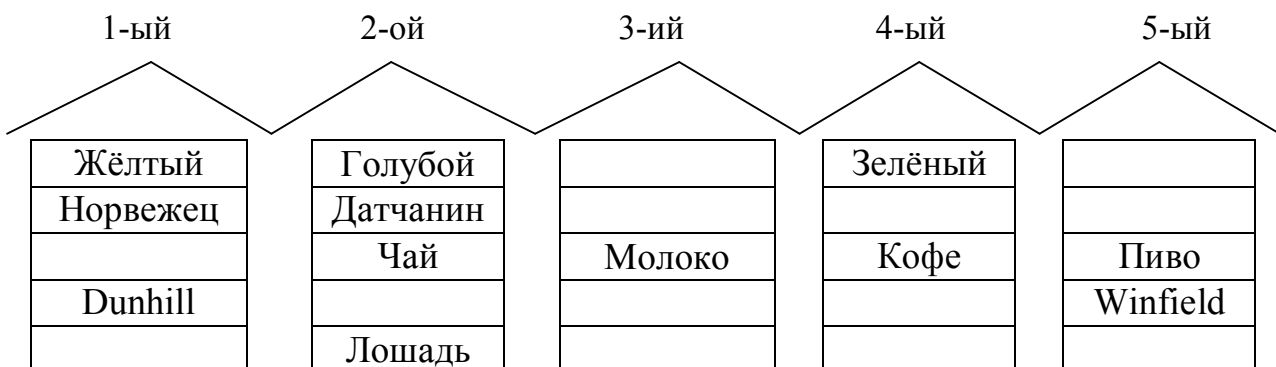 1-ый 2-ой 3-ий 4-ый 5-ый
Жёлтый Голубой Зелёный
Норвежец Датчанин
Чай Молоко Кофе Пиво
Dunhill Winfield
Лошадь